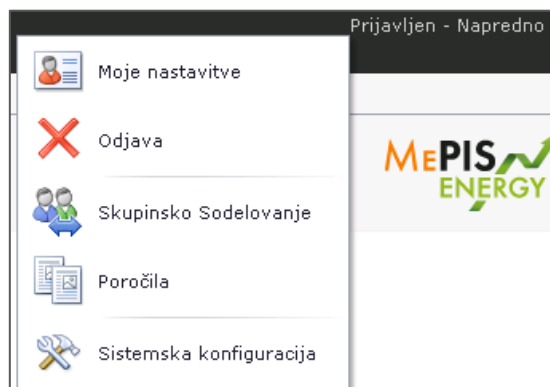 Prijavljen - Napredno
Moje nastavitve
Odjava
MEPIS
ENERGY
Skupinsko Sodelovanje
Poročila
Sistemska konfiguracija